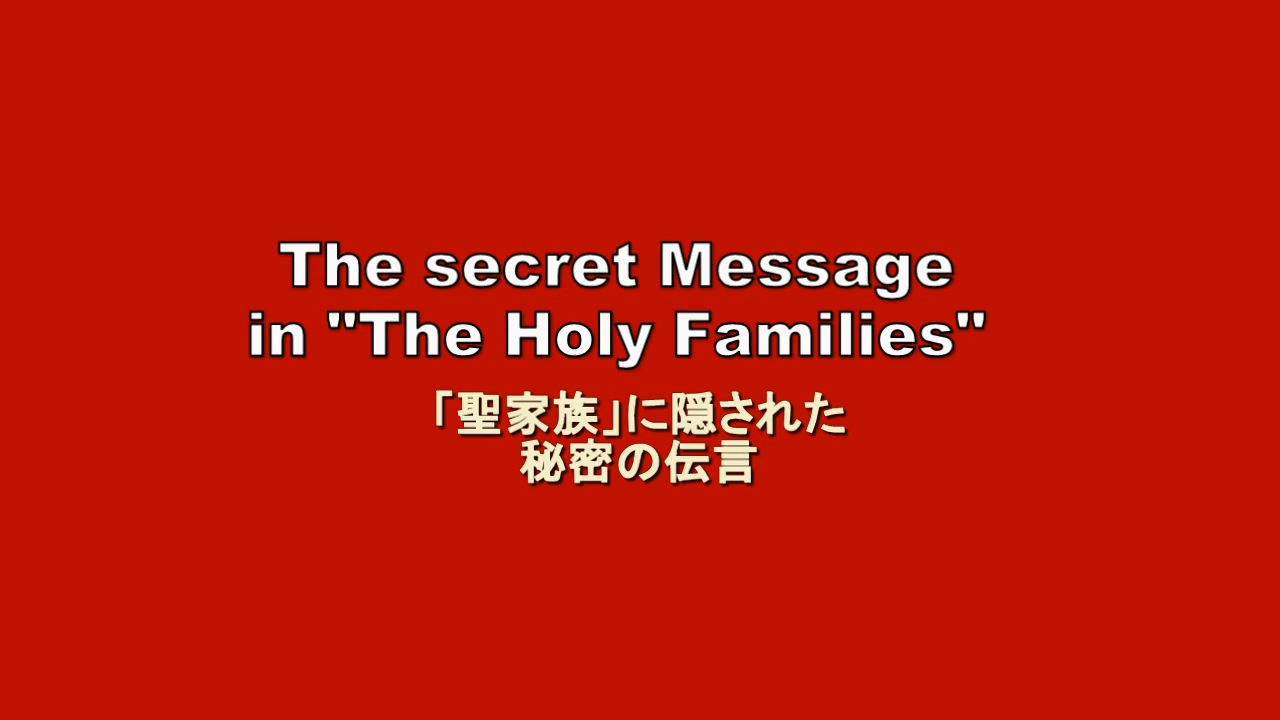 The secret Message
in "The Holy Families"
「聖家族」に隠された
秘密の伝言